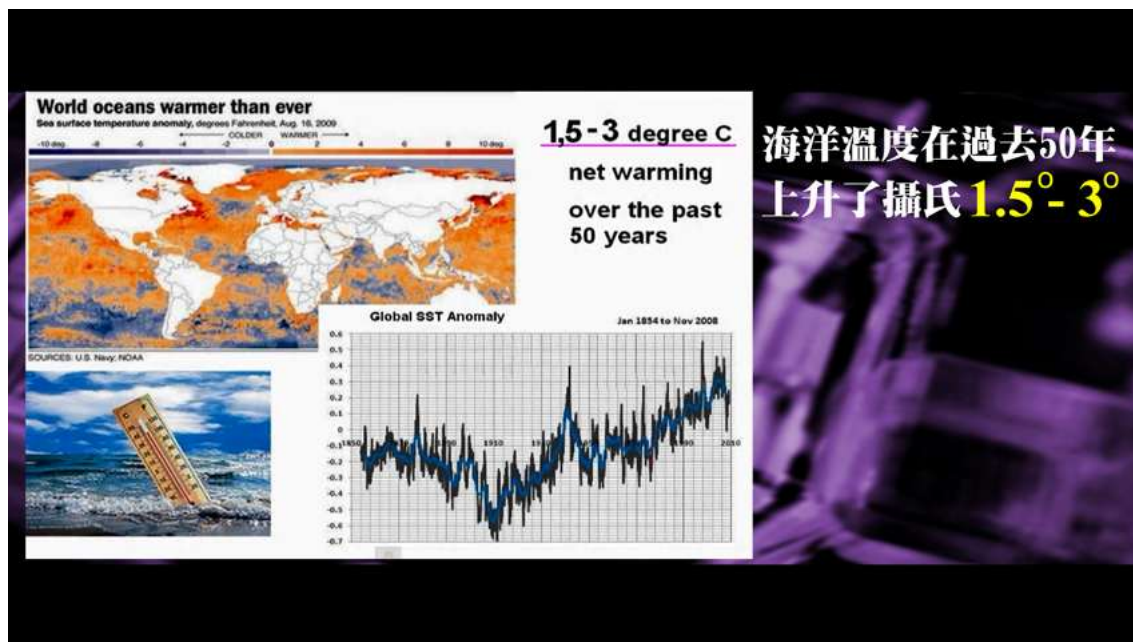 World oceans warmer than ever
Sea surface temperature anomaly, degrees Fahrenheit, Aug. 16, 2009
COLDER WARMER
-10 deg. -8 -6 -4 -2 0 2 4 6 8 10 deg.
SOURCES: U.S. Navy; NOAA
1,5-3 degree C
net warming
over the past
50 years
海洋溫度在過去50年
上升了攝氏1.5°-3°
Global SST Anomaly
Jan 1854 to Nov 2008
0.6
0.5
0.4
0.3
0.2
0.1
0
-0.1
1850 1910 1990 2010
-0.2
-0.3
-0.4
-0.5
-0.6
-0.7